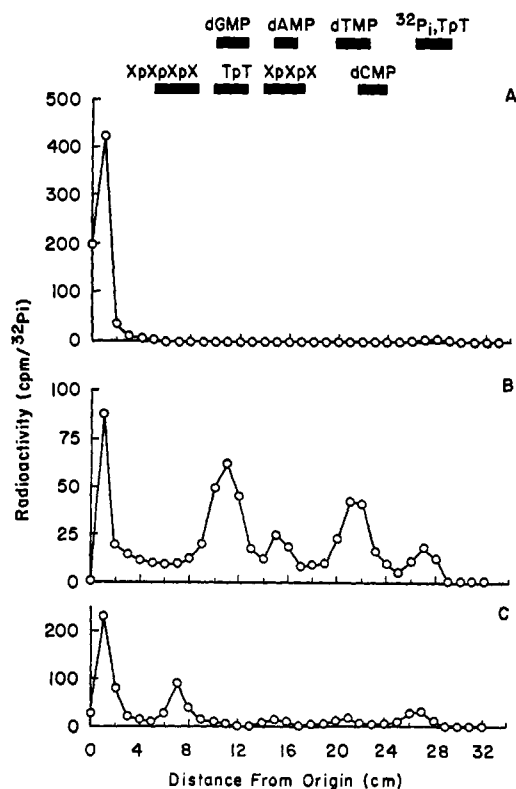 dGMP dAMP dTMP ³²Pi,TpT
XpXpXpX TpT XpXpX dCMP
A
500
400
300
200
100
0
B
100
75
50
25
0
C
200
100
0
0 4 8 12 16 20 24 28 32
Radioactivity (cpm/³²Pi)
Distance From Origin (cm)